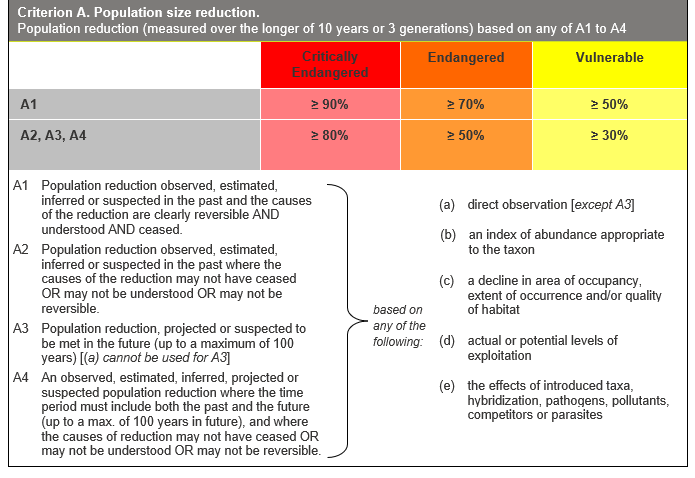 Criterion A. Population size reduction.
Population reduction (measured over the longer of 10 years or 3 generations) based on any of A1 to A4
Critically
Endangered
Endangered
Vulnerable
A1
≥ 90%
≥ 70%
≥ 50%
A2, A3, A4
≥ 80%
≥ 50%
≥ 30%
A1 Population reduction observed, estimated,
inferred or suspected in the past and the causes
of the reduction are clearly reversible AND
understood AND ceased.
A2 Population reduction observed, estimated,
inferred or suspected in the past where the
causes of the reduction may not have ceased
OR may not be understood OR may not be
reversible.
A3 Population reduction, projected or suspected to
be met in the future (up to a maximum of 100
years) [(a) cannot be used for A3]
A4 An observed, estimated, inferred, projected or
suspected population reduction where the time
period must include both the past and the future
(up to a max. of 100 years in future), and where
the causes of reduction may not have ceased OR
may not be understood OR may not be reversible.
based on
any of the
following:
(a) direct observation [except A3]
(b) an index of abundance appropriate
to the taxon
(c) a decline in area of occupancy,
extent of occurrence and/or quality
of habitat
(d) actual or potential levels of
exploitation
(e) the effects of introduced taxa,
hybridization, pathogens, pollutants,
competitors or parasites